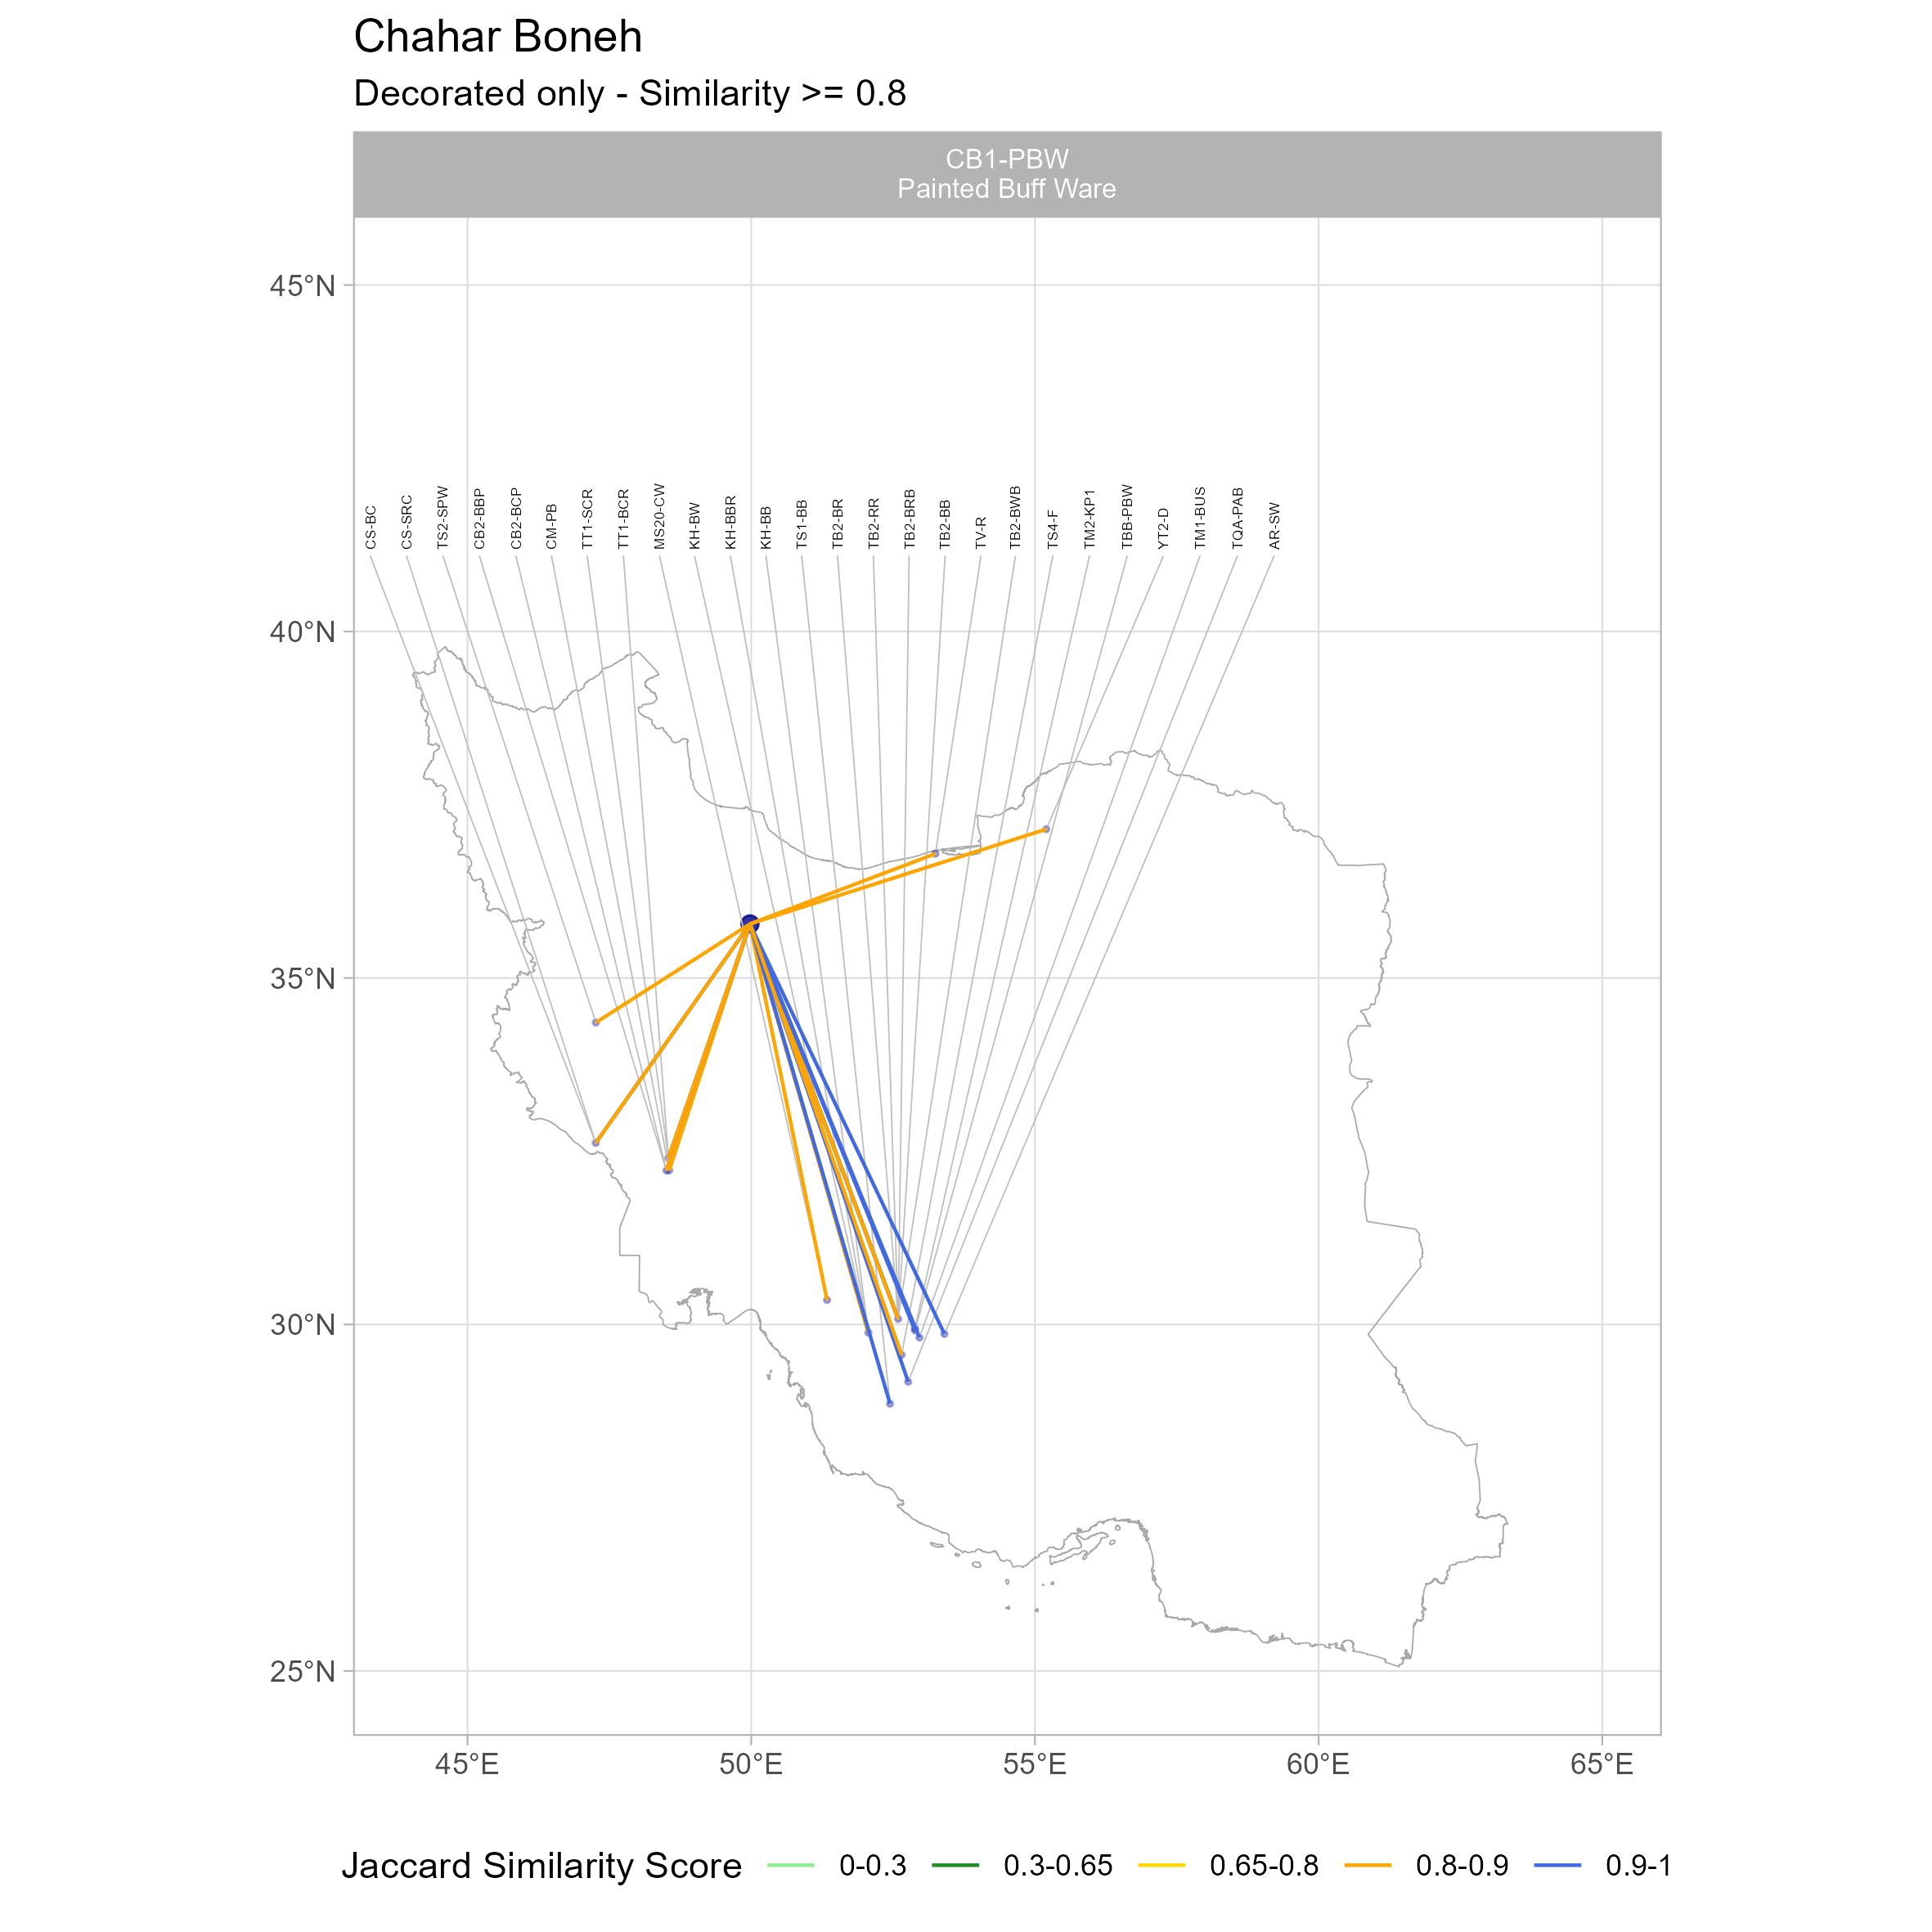 Chahar Boneh
Decorated only - Similarity >= 0.8
CB1-PBW
Painted Buff Ware
45°N
40°N
35°N
30°N
25°N
CS-BC
CS-SRC
TS2-SPW
CB2-BBP
CB2-BCP
CM-PB
TT1-SCR
TT1-BCR
MS20-CW
KH-BW
KH-BBR
KH-BB
TS1-BB
TB2-BR
TB2-RR
TB2-BRB
TB2-BB
TV-R
TB2-BWB
TS4-F
TM2-KP1
TBB-PBW
YT2-D
TM1-BUS
TQA-PAB
AR-SW
45°E 50°E 55°E 60°E 65°E
Jaccard Similarity Score 0-0.3 0.3-0.65 0.65-0.8 0.8-0.9 0.9-1